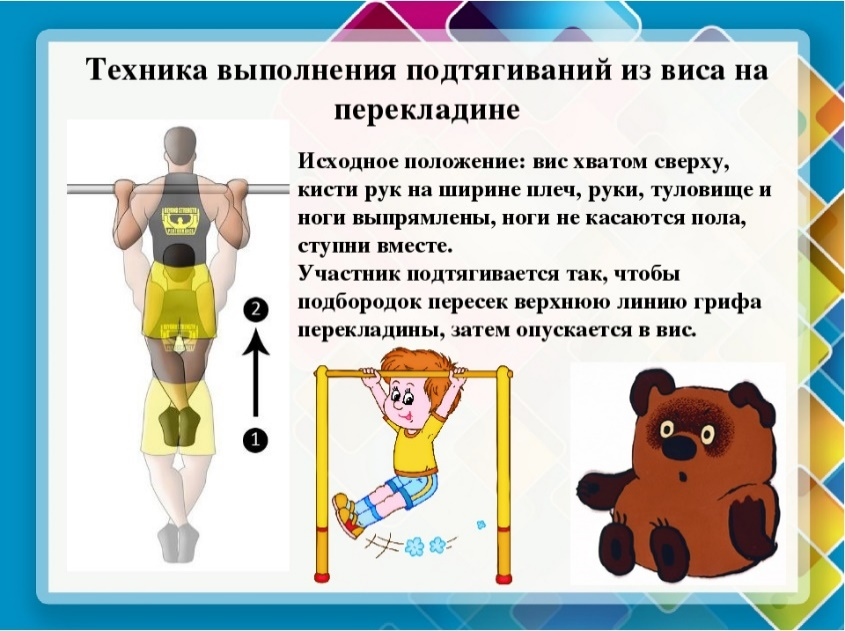 Техника выполнения подтягиваний из виса на
перекладине
Исходное положение: вис хватом сверху,
кисти рук на ширине плеч, руки, туловище и
ноги выпрямлены, ноги не касаются пола,
ступни вместе.
Участник подтягивается так, чтобы
подбородок пересек верхнюю линию грифа
перекладины, затем опускается в вис.
2
1